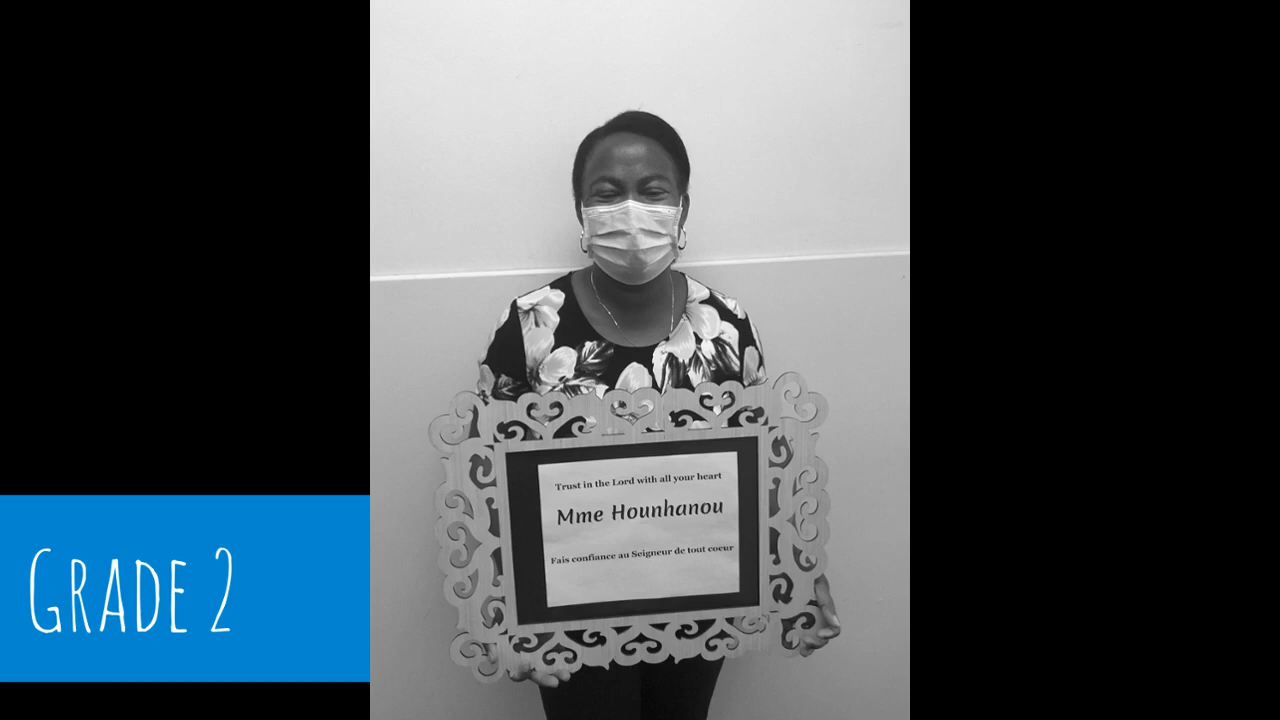 Trust in the Lord with all your heart
Mme Hounhanou
Fais confiance au Seigneur de tout coeur
Grade 2